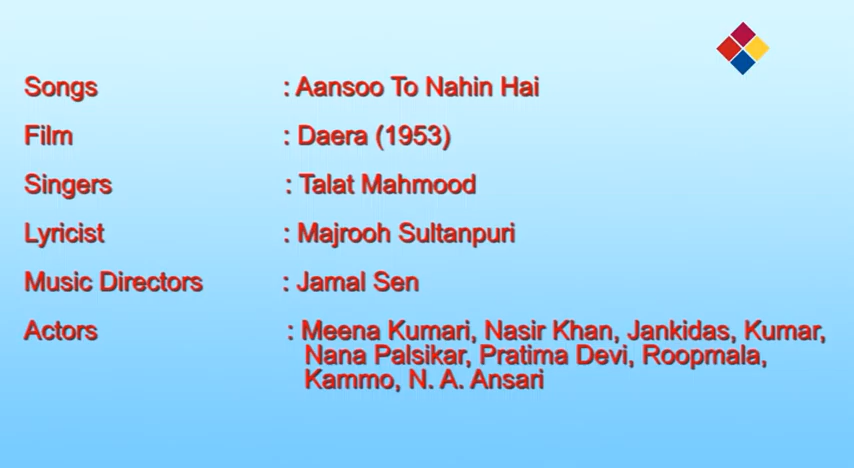 Songs : Aansoo To Nahin Hai
Film : Daera (1953)
Singers : Talat Mahmood
Lyricist : Majrooh Sultanpuri
Music Directors : Jamal Sen
Actors : Meena Kumari, Nasir Khan, Jankidas, Kumar,
Nana Palsikar, Pratima Devi, Roopmala,
Kammo, N. A. Ansari